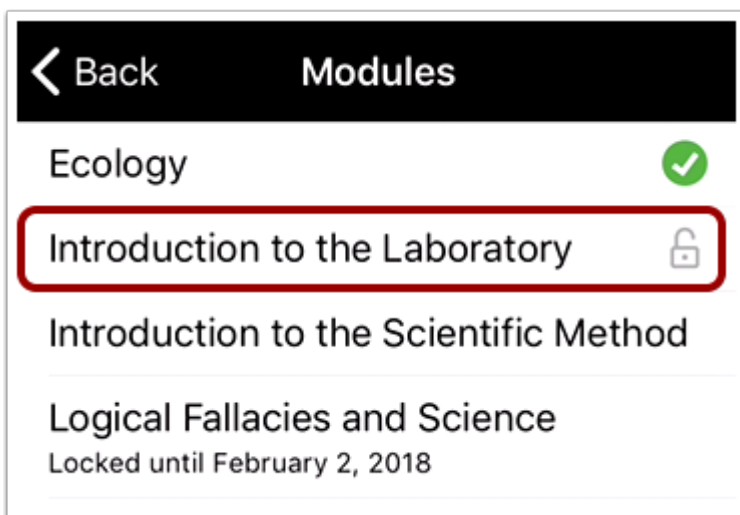 Back
Modules
Ecology
Introduction to the Laboratory
Introduction to the Scientific Method
Logical Fallacies and Science
Locked until February 2, 2018